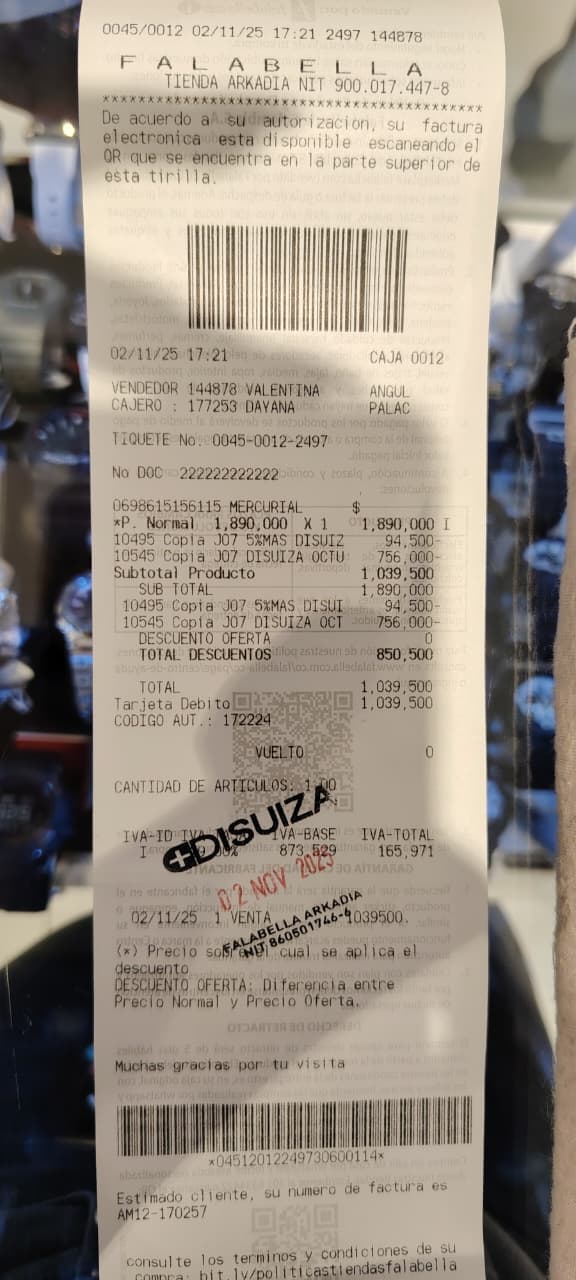 0045/0012 02/11/25 17:21 2497 144878
FALABELLA
TIENDA ARKADIA NIT 900.017.447-8
****************************************
De acuerdo a su autorizacion, su factura
electronica esta disponible escaneando el
QR que se encuentra en la parte superior de
esta tirilla.
02/11/25 17:21 CAJA 0012
VENDEDOR 144878 VALENTINA ANGUL
CAJERO : 177253 DAYANA PALAC
TIQUETE No. 0045-0012-2497
No DOC 222222222222
0698615156115 MERCURIAL $
*P. Normal 1,890,000 X 1 1,890,000 I
10495 Copia J07 5%MAS DISUIZ 94,500-
10545 Copia J07 DISUIZA OCTU 756,000-
Subtotal Producto 1,039,500
SUB TOTAL 1,890,000
10495 Copia J07 5%MAS DISUI 94,500-
10545 Copia J07 DISUIZA OCT 756,000-
DESCUENTO OFERTA 0
TOTAL DESCUENTOS 850,500
TOTAL 1,039,500
Tarjeta Debito 1,039,500
CODIGO AUT.: 172224
VUELTO 0
CANTIDAD DE ARTICULOS: 1.00
DISUIZA
IVA-ID IVA- IVA-BASE IVA-TOTAL
I 873,529 165,971
02 NOV 2025
02/11/25 1 VENTA 1039500.
FALABELLA ARKADIA
NIT 860501746-6
(*) Precio sobre el cual se aplica el
descuento
DESCUENTO OFERTA: Diferencia entre
Precio Normal y Precio Oferta.
Muchas gracias por tu visita
*04512012249730600114*
Estimado cliente, su numero de factura es
AM12-170257
consulte los terminos y condiciones de su
compra: bit.ly/politicastiendasfalabella